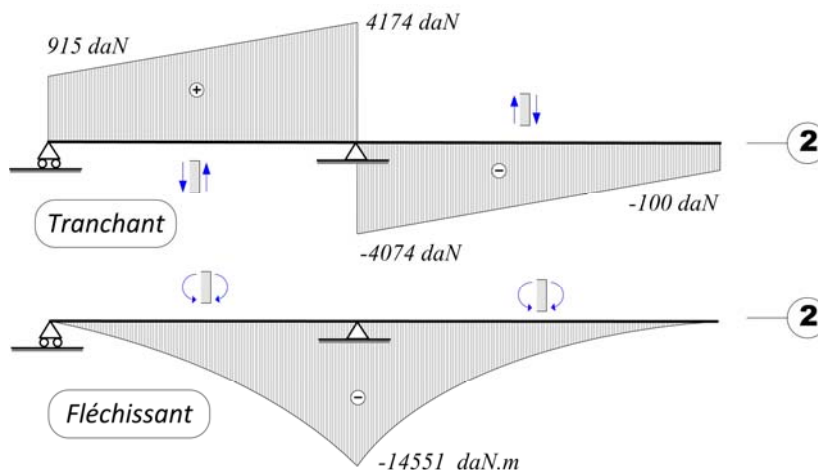 4174 daN
915 daN
+
2
−
-100 daN
Tranchant
-4074 daN
2
Fléchissant
−
-14551 daN.m